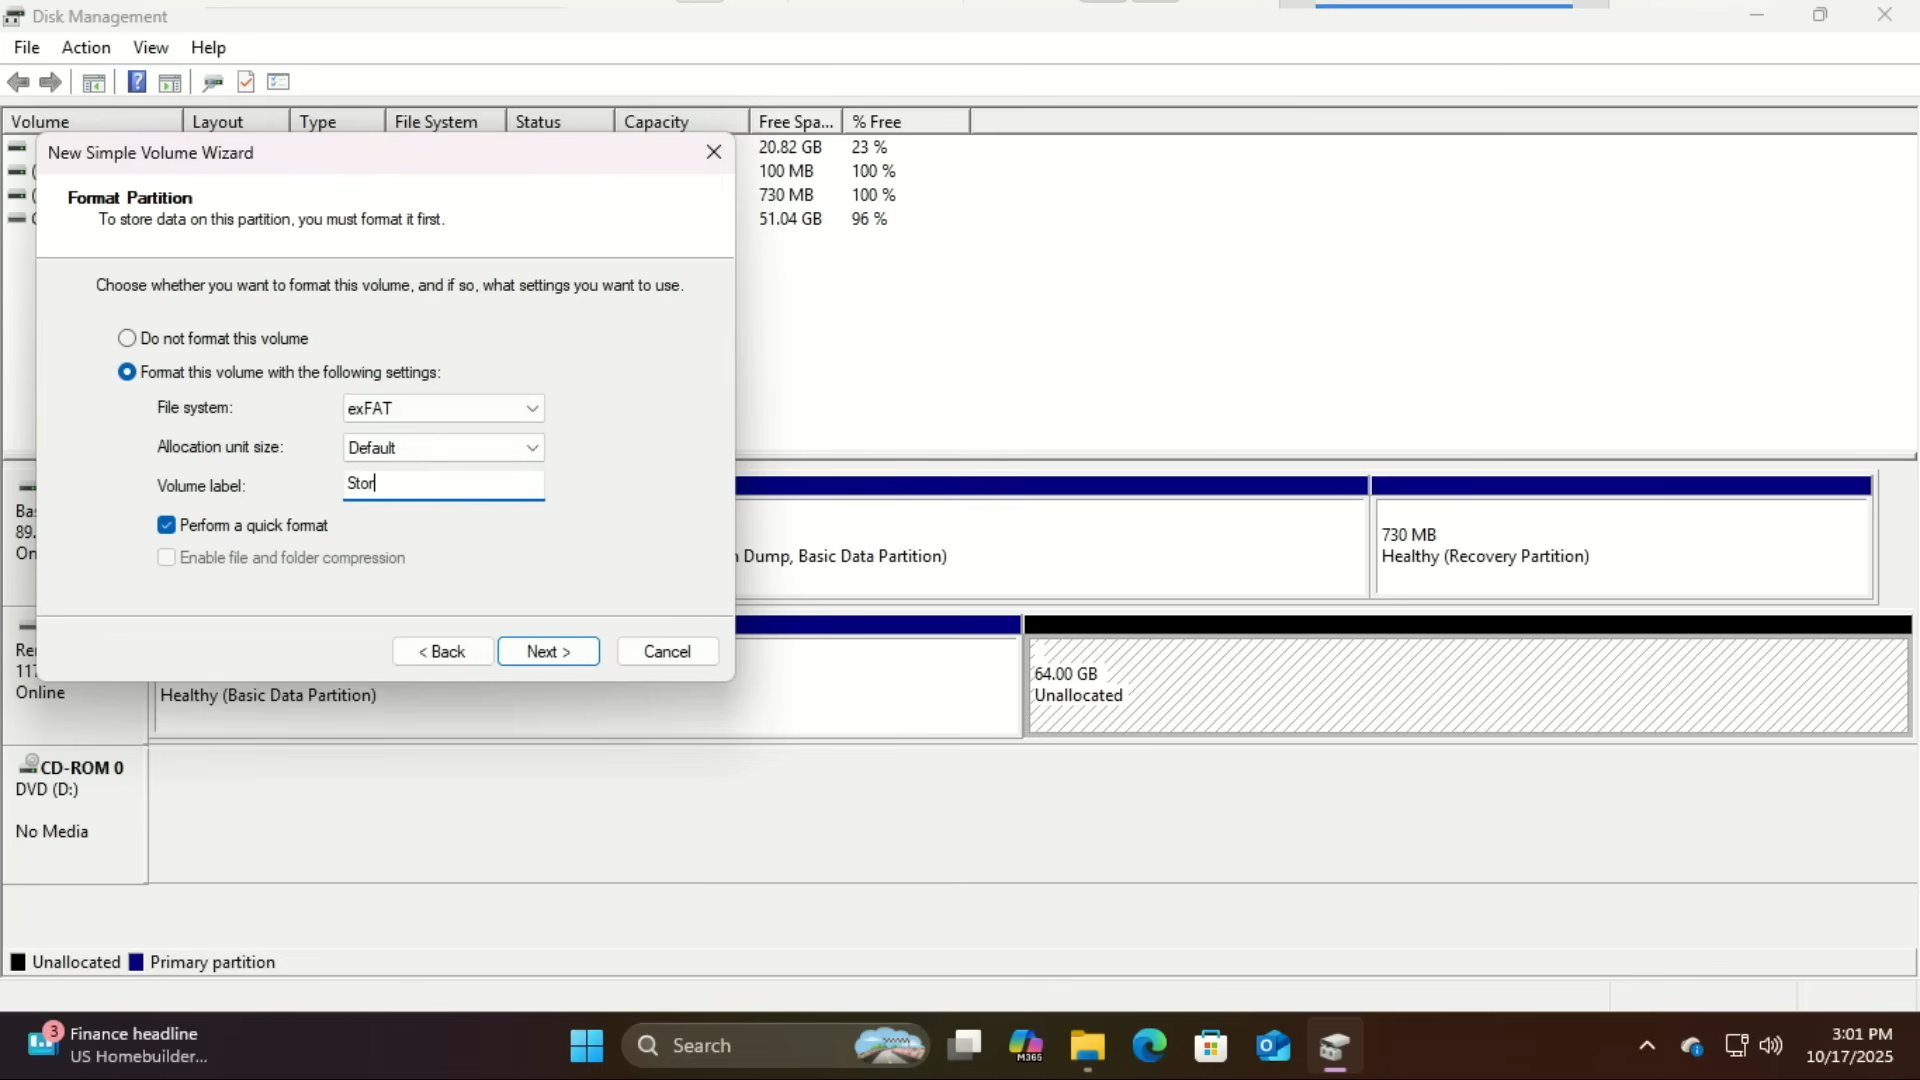 Disk Management
File Action View Help
Volume Layout Type File System Status Capacity Free Spa... % Free
20.82 GB 23 %
100 MB 100 %
730 MB 100 %
51.04 GB 96 %
New Simple Volume Wizard
Format Partition
To store data on this partition, you must format it first.
Choose whether you want to format this volume, and if so, what settings you want to use.
Do not format this volume
Format this volume with the following settings:
File system: exFAT
Allocation unit size: Default
Volume label: Stor
Perform a quick format
Enable file and folder compression
< Back Next > Cancel
Bas
89.
On
Dump, Basic Data Partition)
730 MB
Healthy (Recovery Partition)
Re
117
Online
Healthy (Basic Data Partition)
64.00 GB
Unallocated
CD-ROM 0
DVD (D:)
No Media
Unallocated Primary partition
3
Finance headline
US Homebuilder...
Search
M365
3:01 PM
10/17/2025